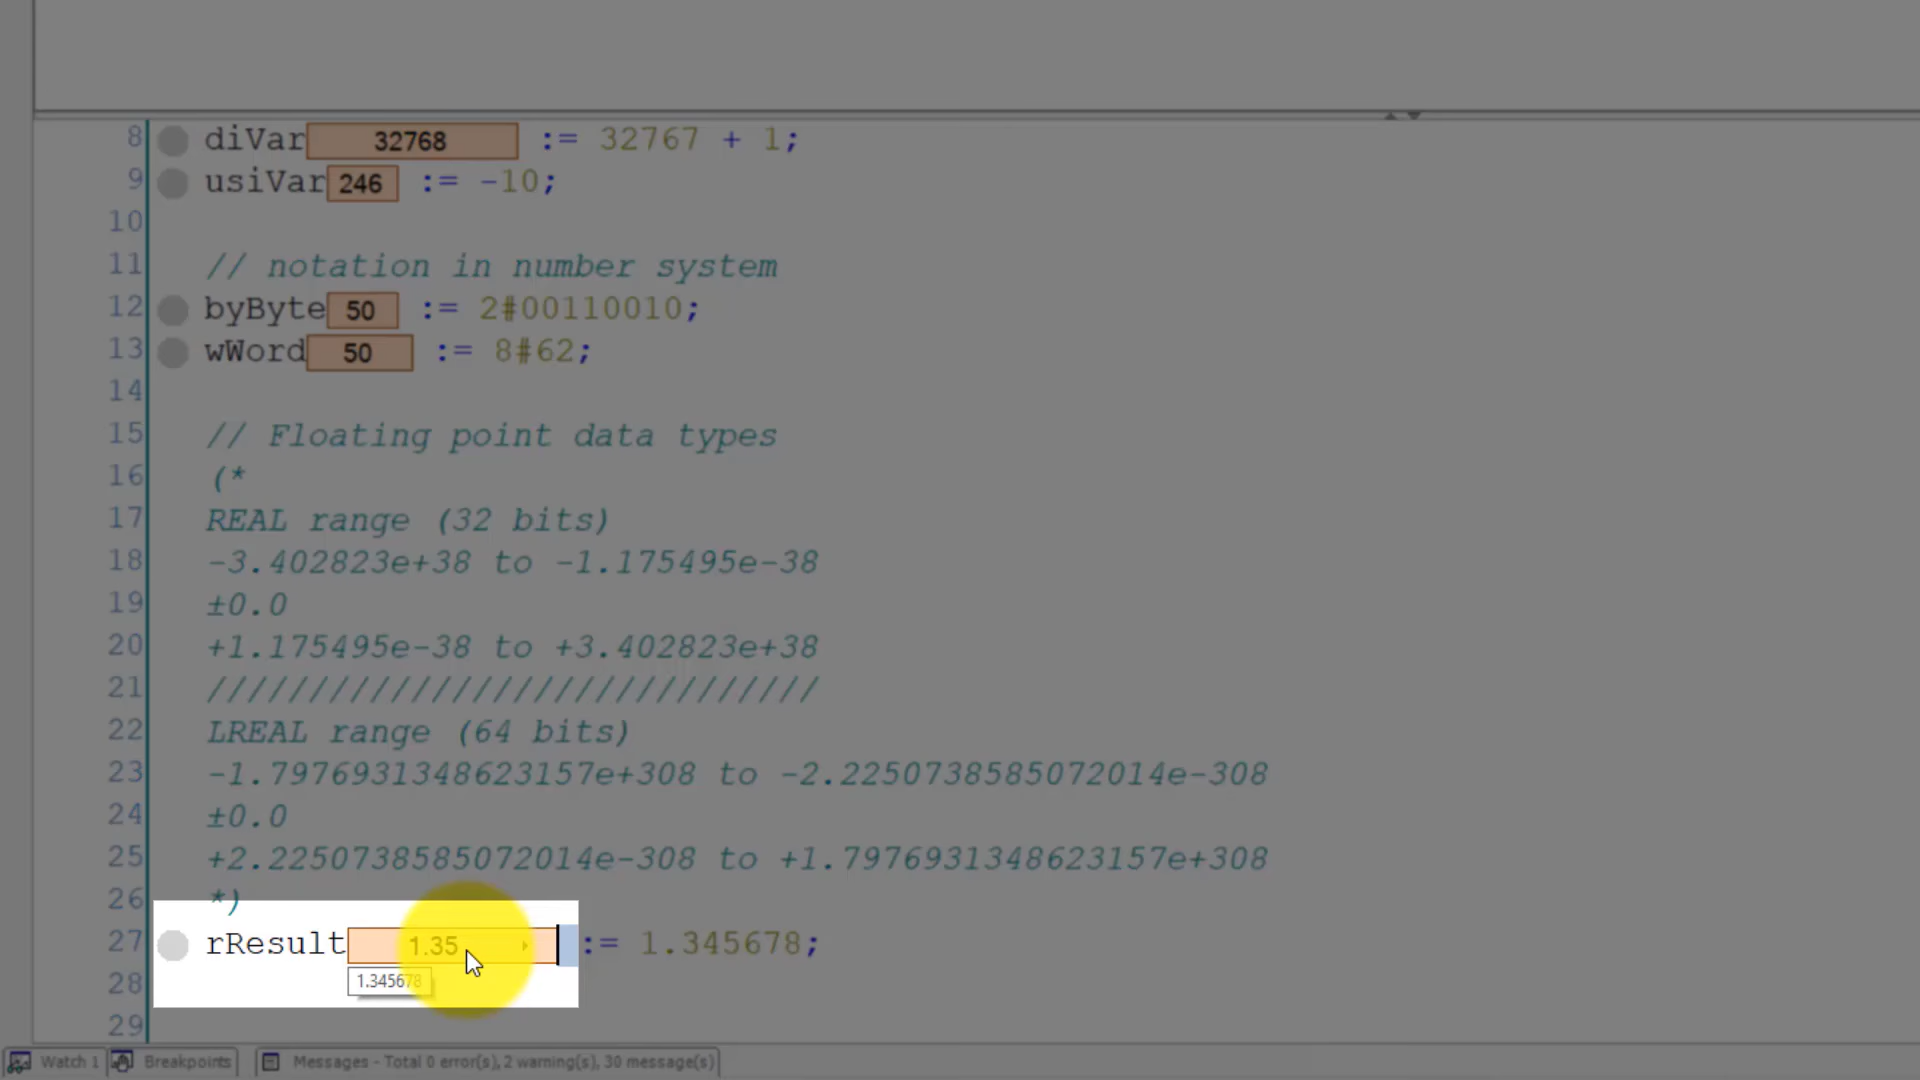 8 diVar 32768 := 32767 + 1;
9 usiVar 246 := -10;
10
11 // notation in number system
12 byByte 50 := 2#00110010;
13 wWord 50 := 8#62;
14
15 // Floating point data types
16 (*
17 REAL range (32 bits)
18 -3.402823e+38 to -1.175495e-38
19 ±0.0
20 +1.175495e-38 to +3.402823e+38
21 //////////////////////////////
22 LREAL range (64 bits)
23 -1.7976931348623157e+308 to -2.2250738585072014e-308
24 ±0.0
25 +2.2250738585072014e-308 to +1.7976931348623157e+308
26 *)
27 rResult 1.35 := 1.345678;
28 1.345678
29
Watch 1 Breakpoints Messages - Total 0 error(s), 2 warning(s), 30 message(s)